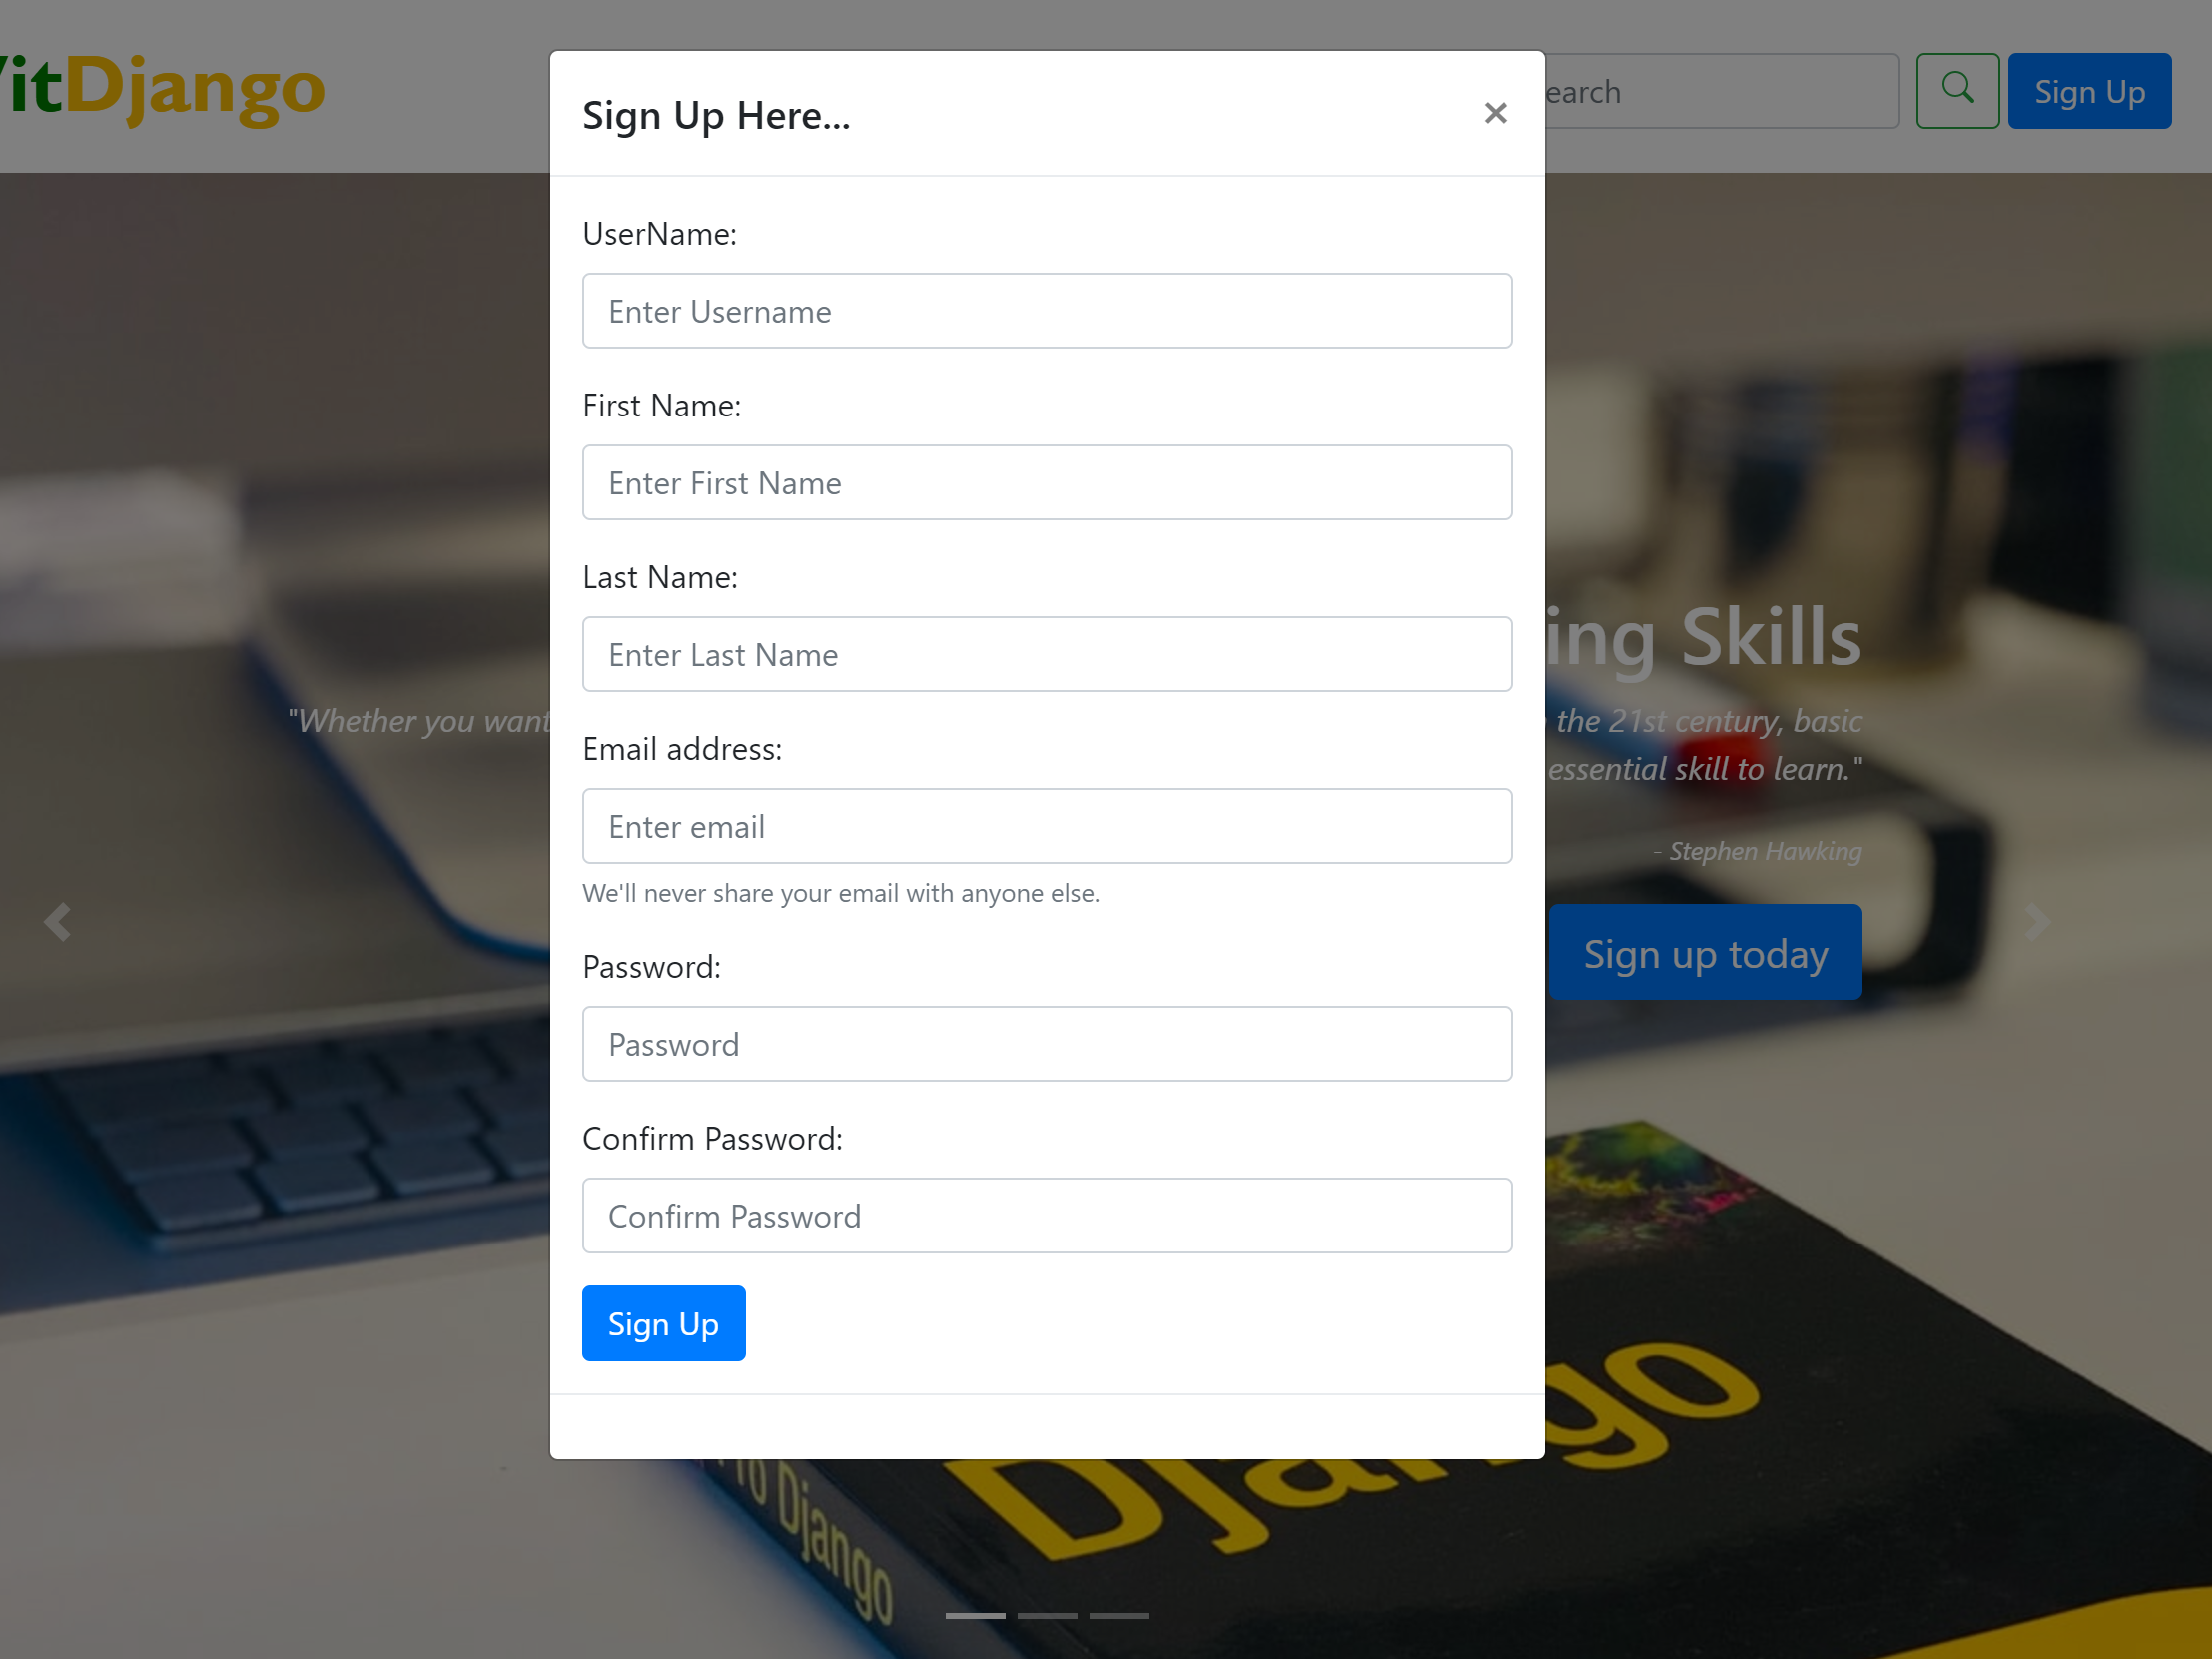 itDjango
Sign Up Here...
×
earch
Sign Up
UserName:
Enter Username
First Name:
Enter First Name
Last Name:
Enter Last Name
ing Skills
"Whether you want
the 21st century, basic
essential skill to learn."
- Stephen Hawking
Sign up today
Email address:
Enter email
We'll never share your email with anyone else.
Password:
Password
Confirm Password:
Confirm Password
Sign Up
Django
Pro Django